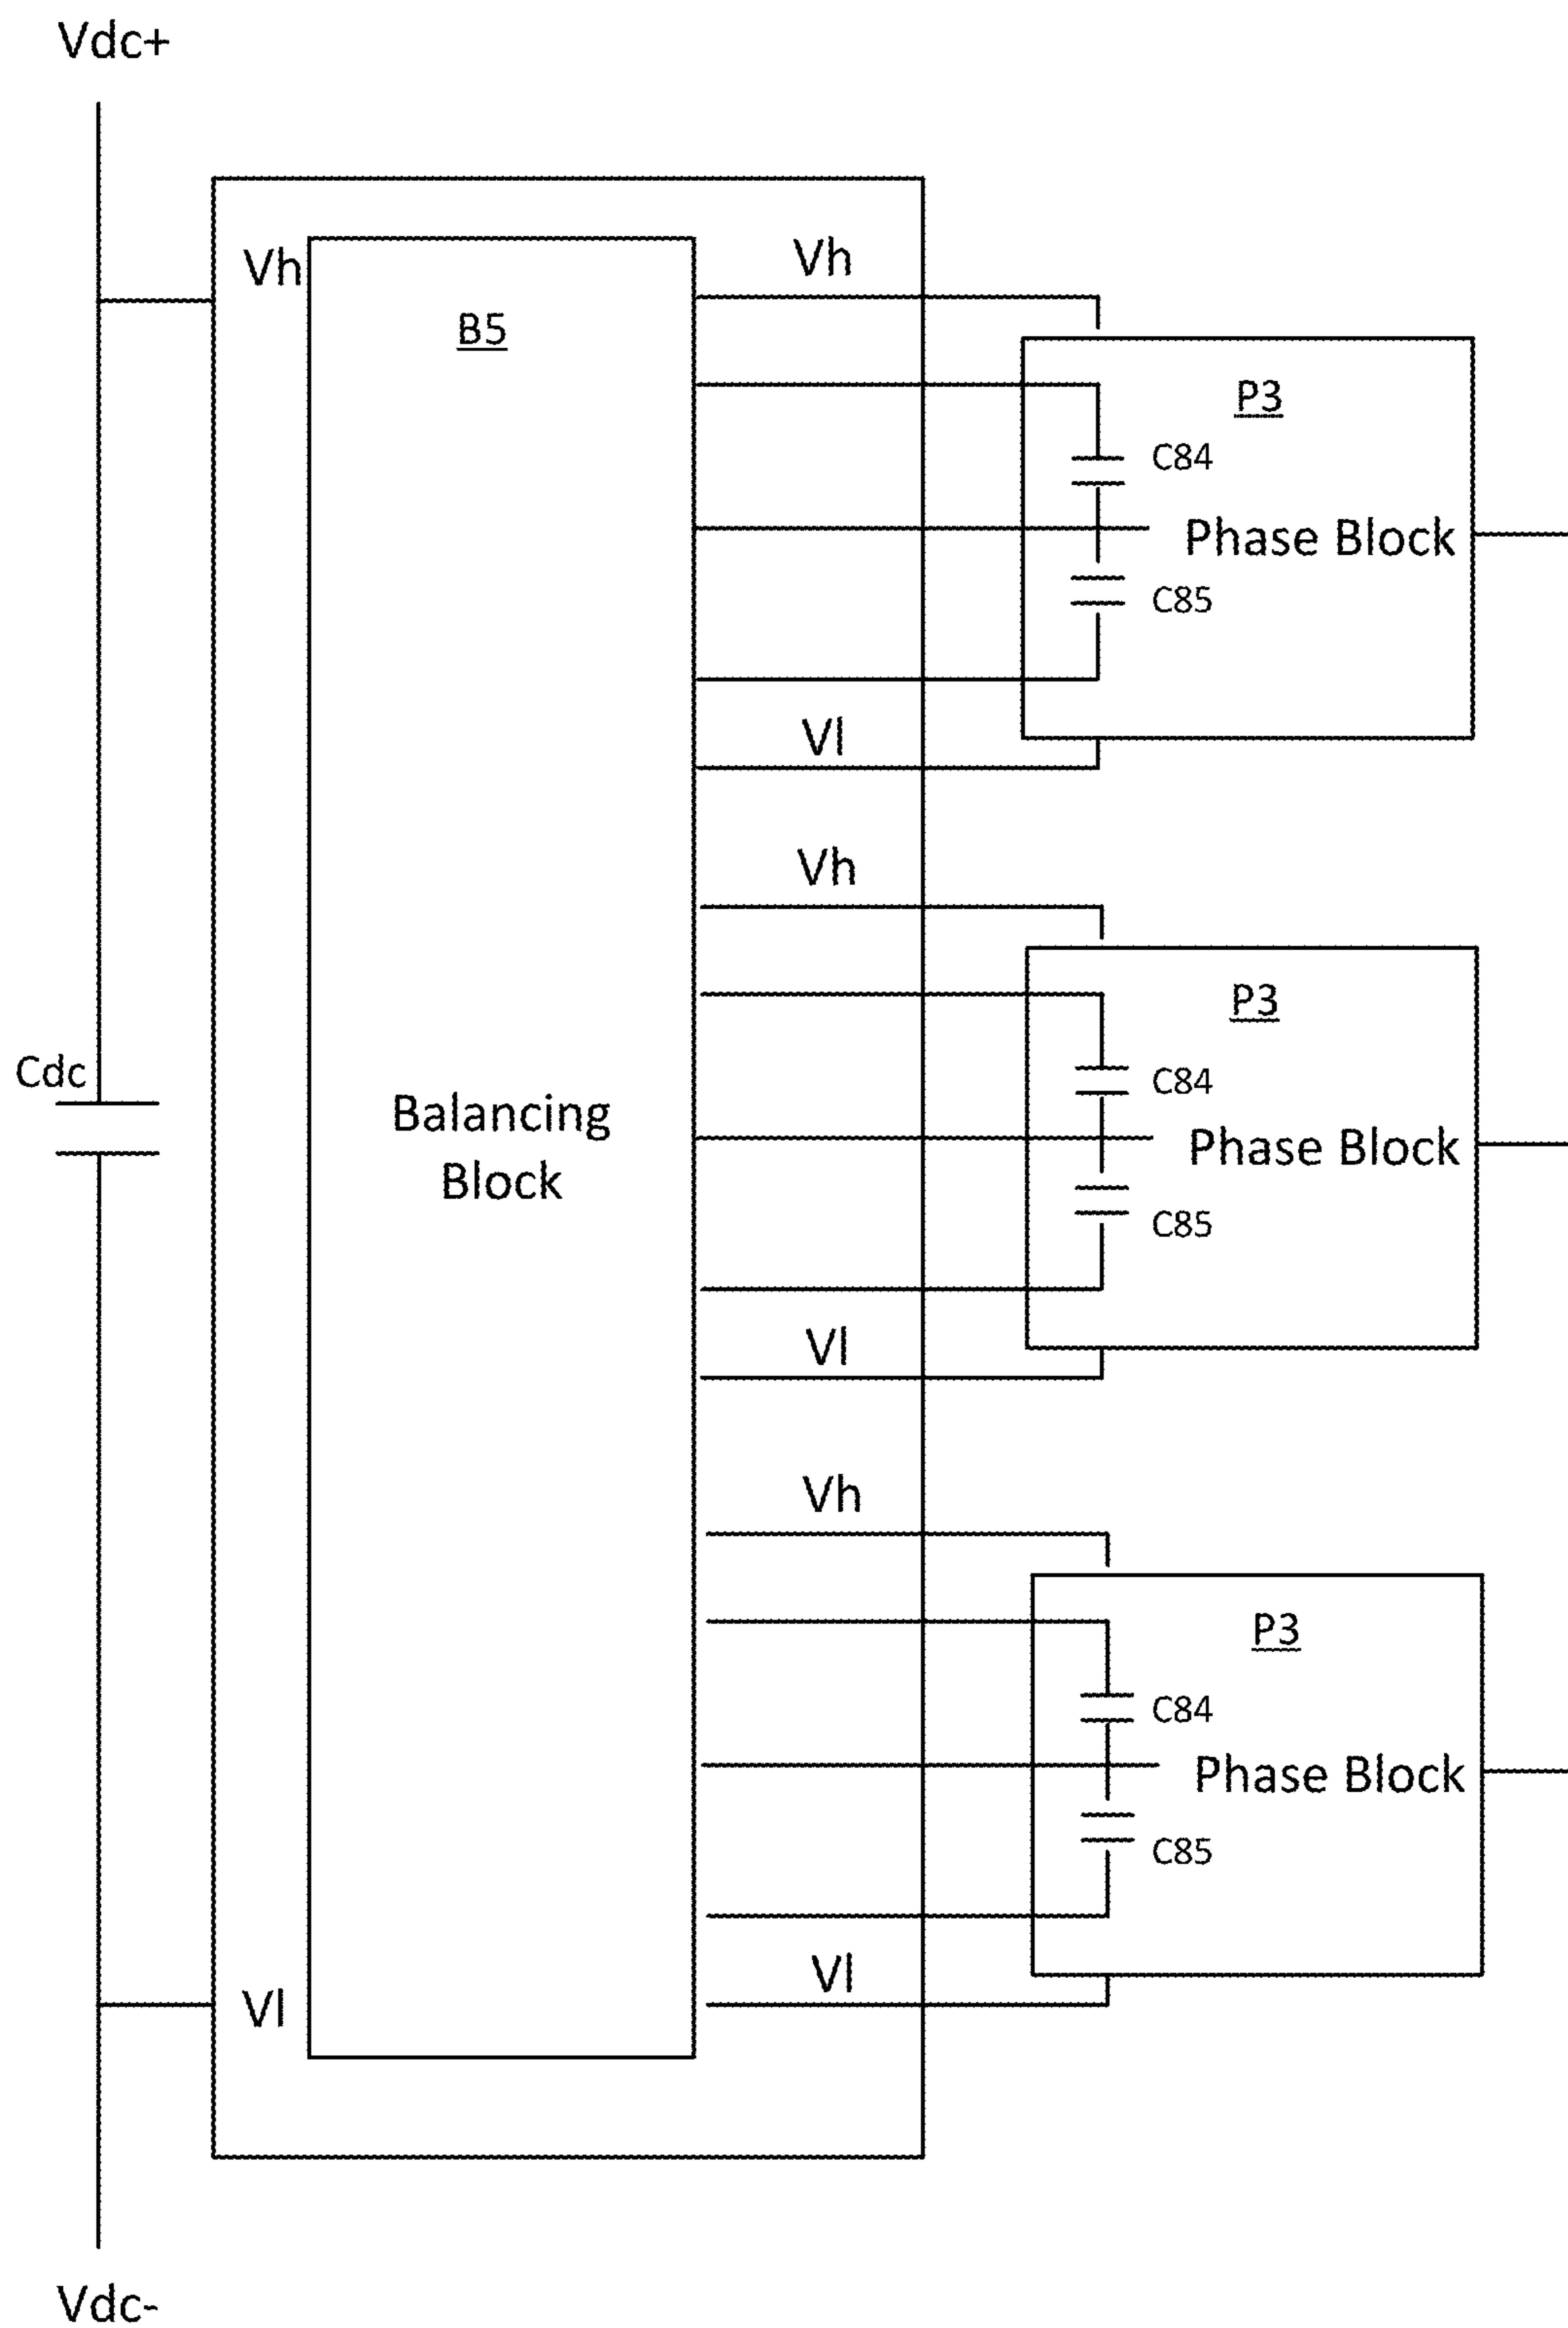 Vdc+
Vh
Vh
B5
P3
C84
Phase Block
C85
Vl
Vh
P3
Cdc
C84
Balancing
Block
Phase Block
C85
Vl
Vh
P3
C84
Phase Block
C85
Vl
Vl
Vdc-